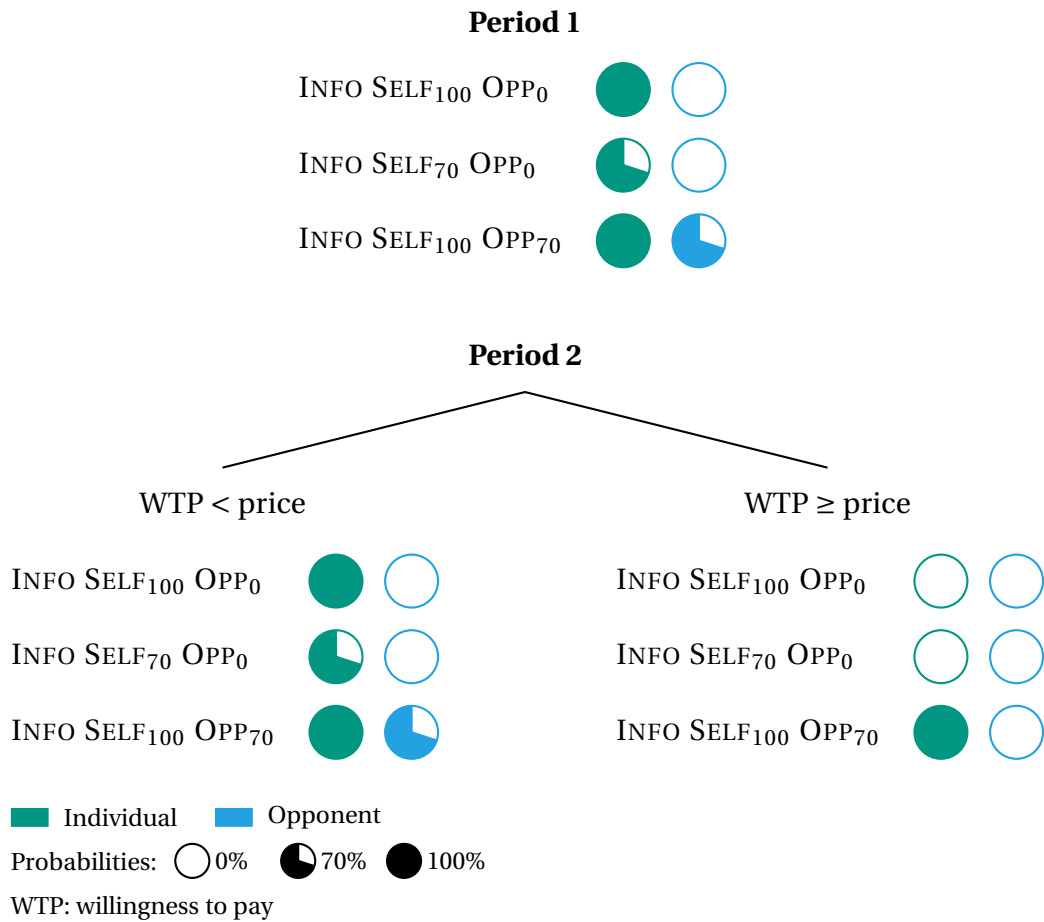 Period 1
INFO SELF100 OPP0
INFO SELF70 OPP0
INFO SELF100 OPP70
Period 2
WTP < price
INFO SELF100 OPP0
INFO SELF70 OPP0
INFO SELF100 OPP70
WTP ≥ price
INFO SELF100 OPP0
INFO SELF70 OPP0
INFO SELF100 OPP70
Individual Opponent
Probabilities: 0% 70% 100%
WTP: willingness to pay